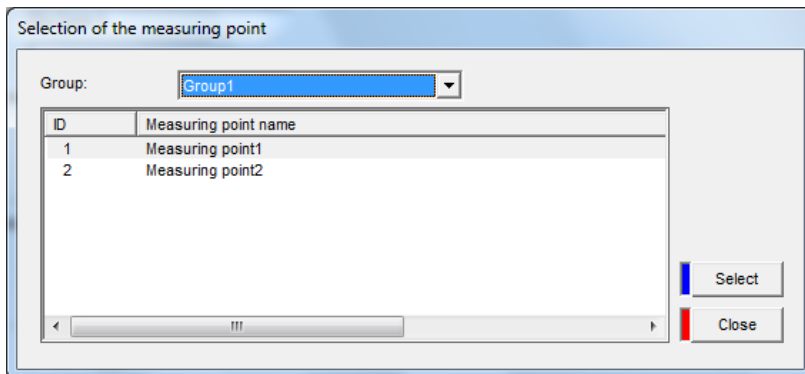 Selection of the measuring point
Group: Group1
ID Measuring point name
1 Measuring point1
2 Measuring point2
Select
Close